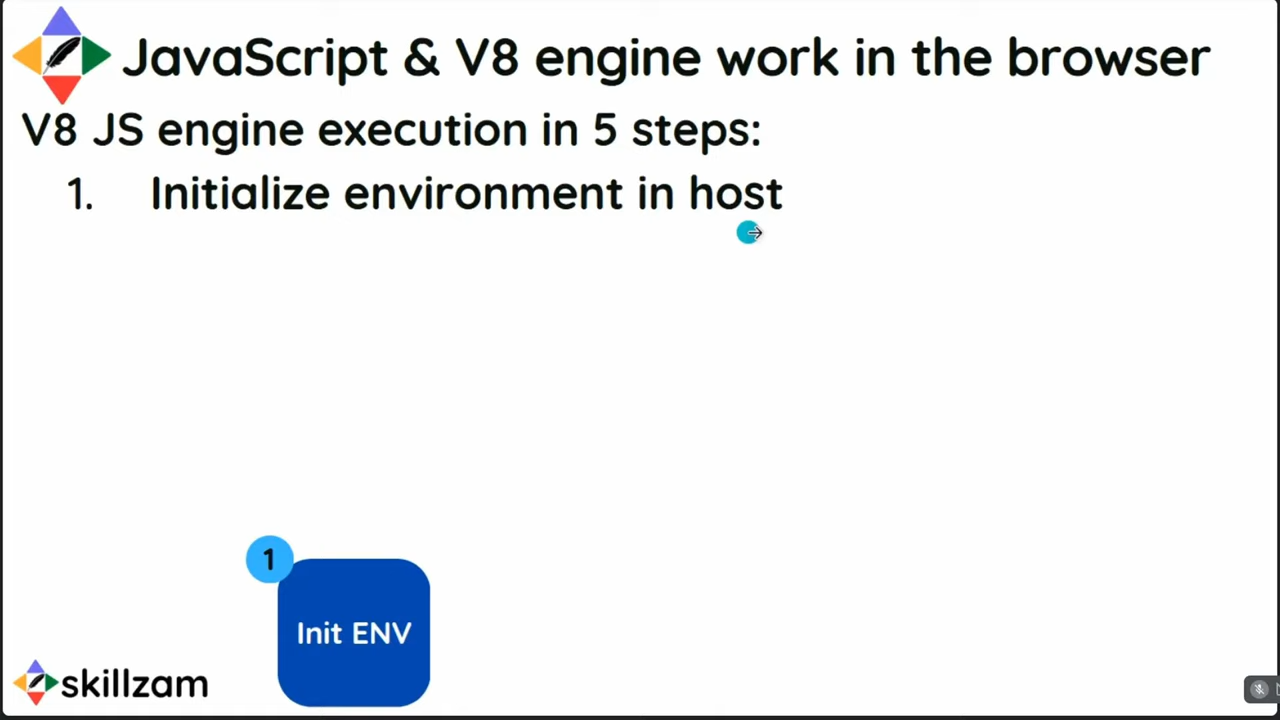 JavaScript & V8 engine work in the browser
V8 JS engine execution in 5 steps:
1. Initialize environment in host
1
Init ENV
skillzam